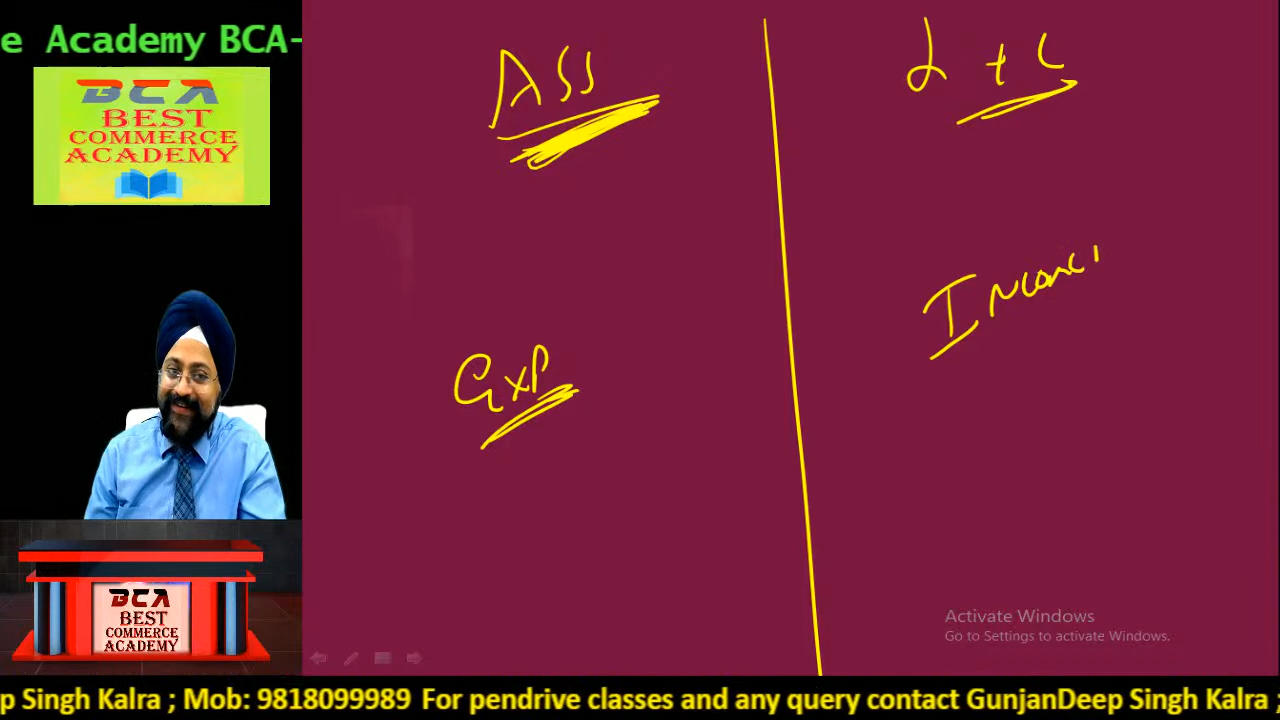 e Academy BCA-
BCA
BEST
COMMERCE
ACADEMY
Ass
L + C
Incom
Exp
BCA
BEST
COMMERCE
ACADEMY
Activate Windows
Go to Settings to activate Windows.
p Singh Kalra ; Mob: 9818099989 For pendrive classes and any query contact GunjanDeep Singh Kalra ;